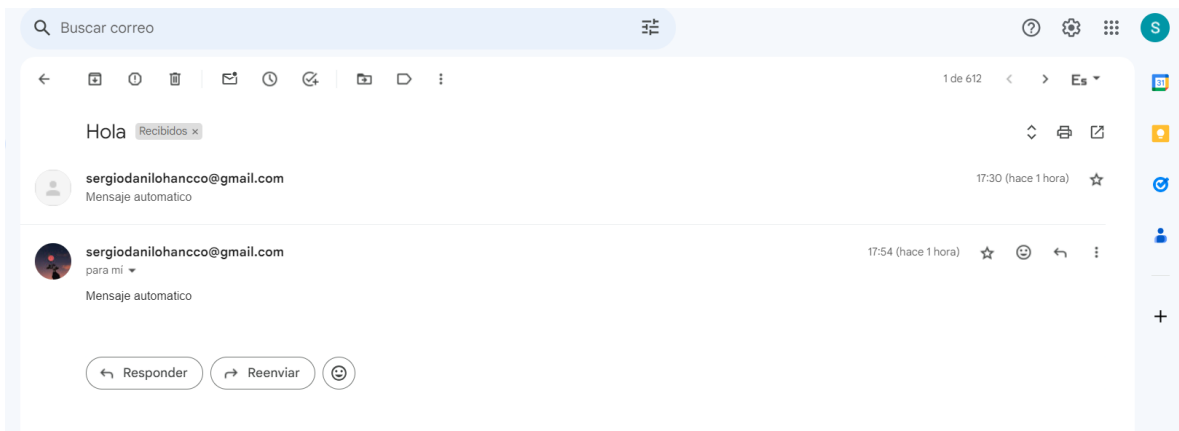 Buscar correo
S
1 de 612
Es
31
Hola Recibidos ×
sergiodanilohancco@gmail.com 17:30 (hace 1 hora)
Mensaje automatico
sergiodanilohancco@gmail.com 17:54 (hace 1 hora)
para mí
Mensaje automatico
Responder Reenviar